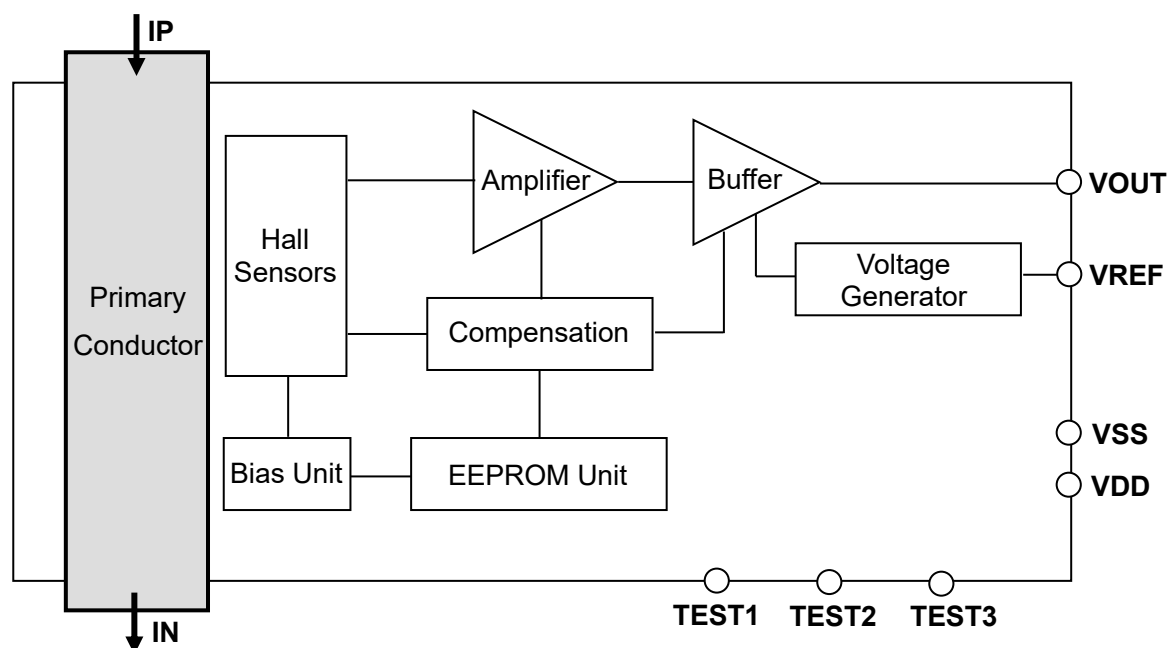 IP
Primary
Conductor
IN
Hall
Sensors
Amplifier
Buffer
VOUT
Voltage
Generator
VREF
Compensation
Bias Unit
EEPROM Unit
VSS
VDD
TEST1
TEST2
TEST3